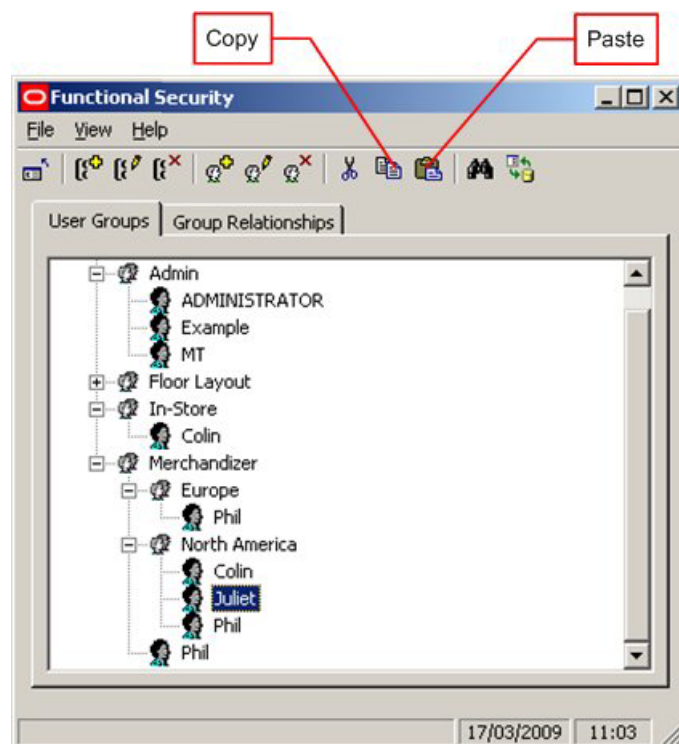 Copy Paste
Functional Security
File View Help
User Groups Group Relationships
Admin
ADMINISTRATOR
Example
MT
Floor Layout
In-Store
Colin
Merchandizer
Europe
Phil
North America
Colin
Juliet
Phil
Phil
17/03/2009 11:03